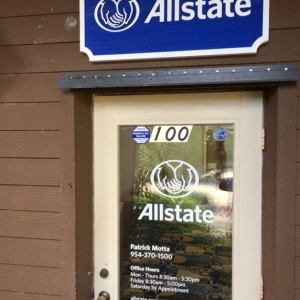 Allstate
100
Allstate
Patrick Motta
954-370-1500
Office Hours
Mon - Thurs 8:30am - 5:30pm
Friday 8:30am - 5:00pm
Saturday by Appointment